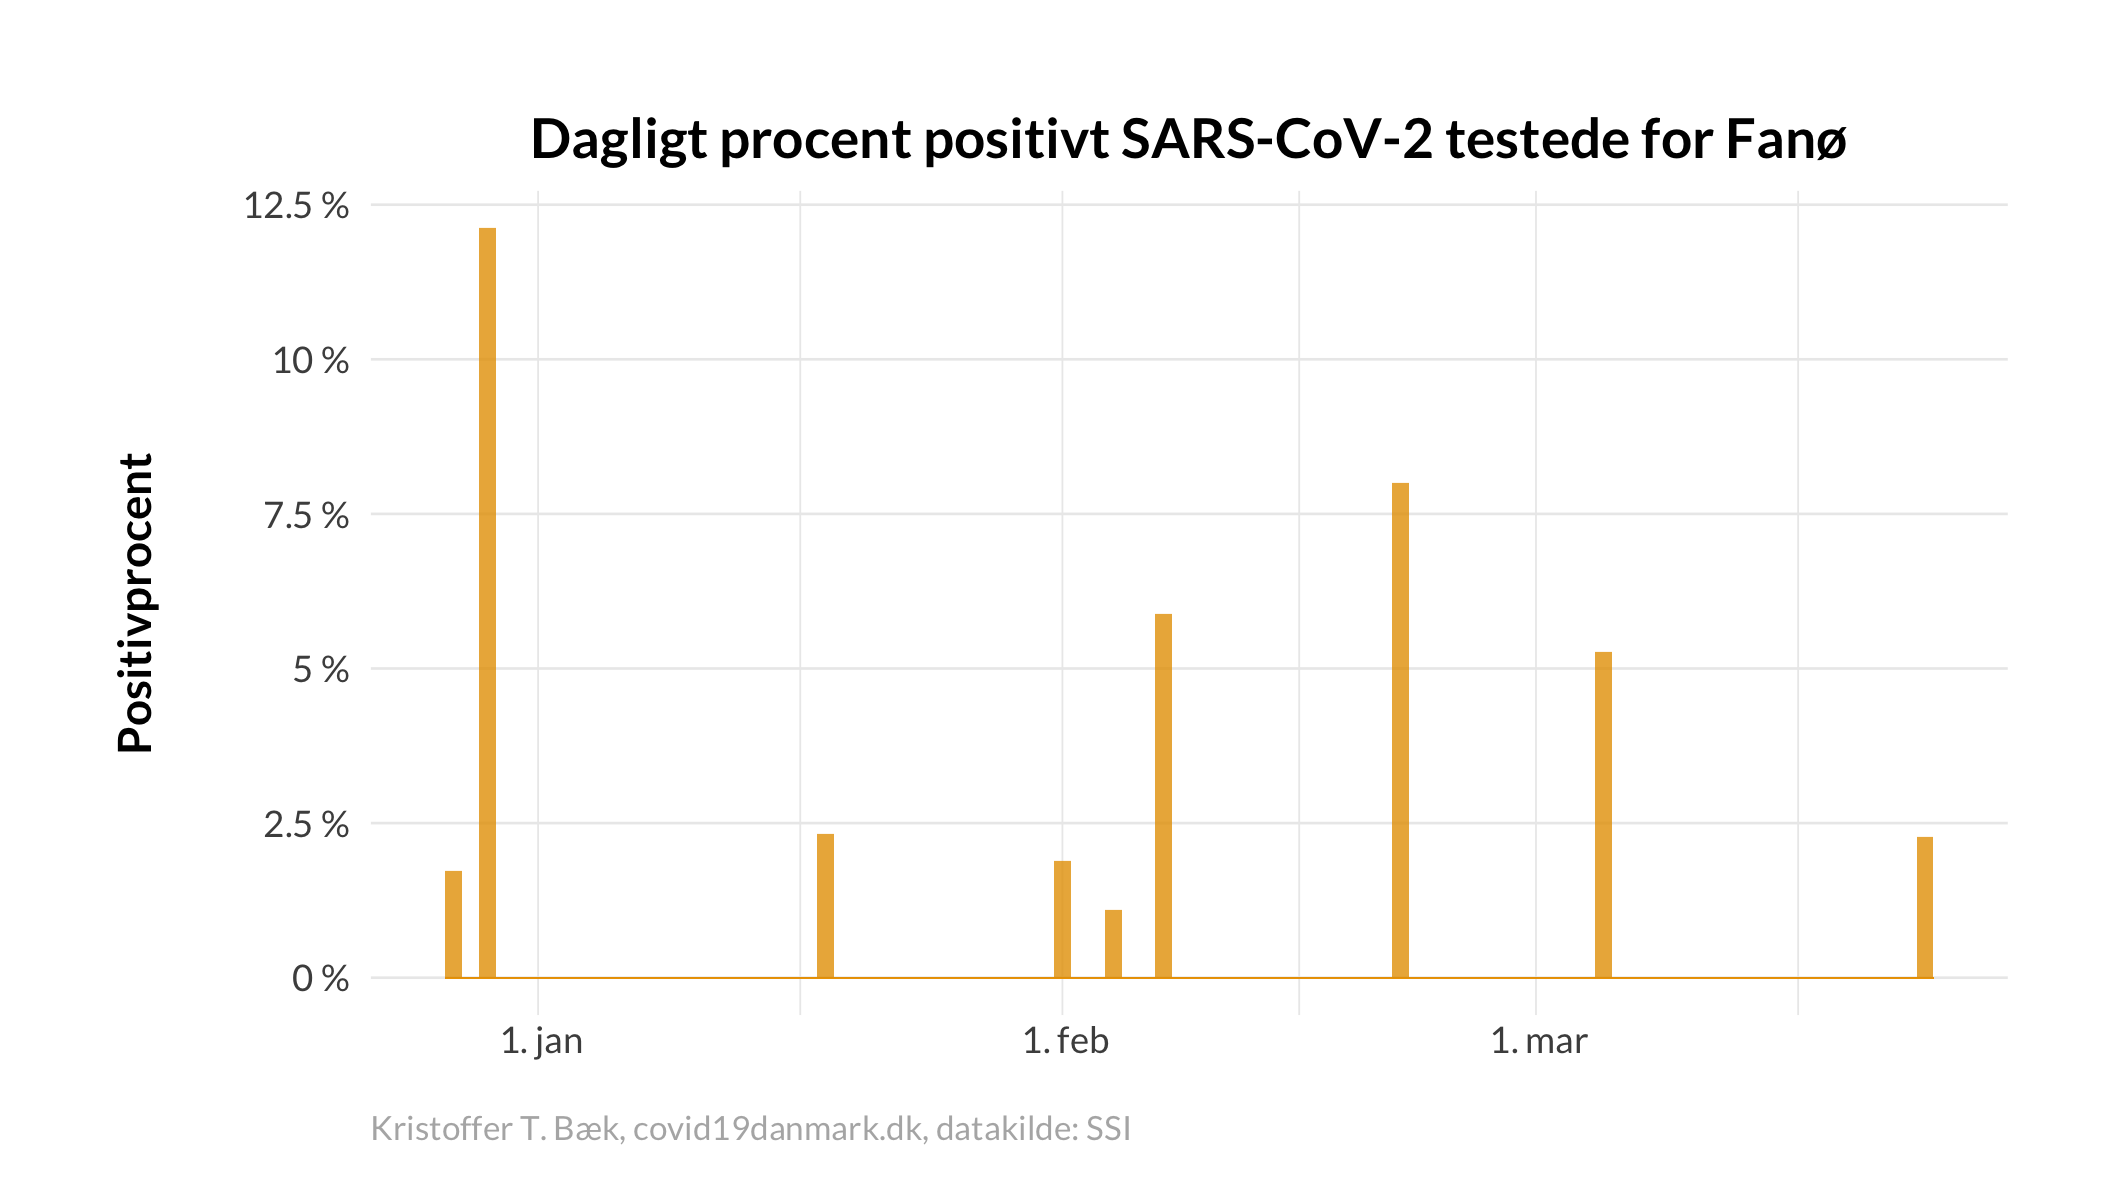 Dagligt procent positivt SARS-CoV-2 testede for Fanø
12.5 %
10 %
7.5 %
5 %
2.5 %
0 %
Positivprocent
1. jan
1. feb
1. mar
Kristoffer T. Bæk, covid19danmark.dk, datakilde: SSI